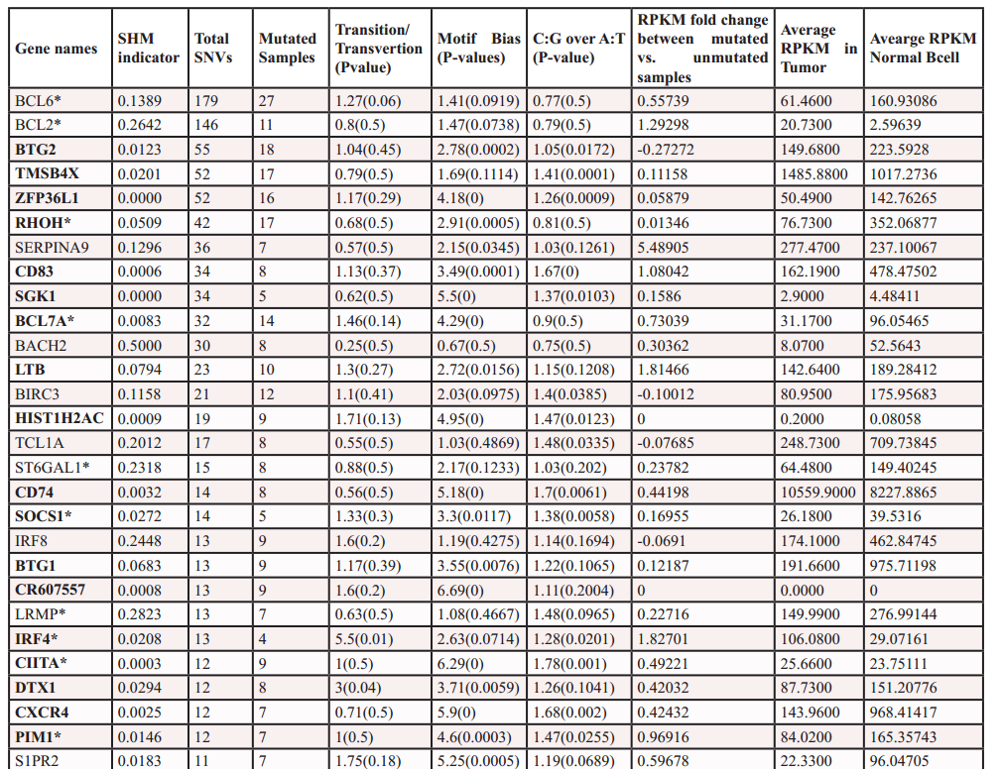 Gene names | SHM indicator | Total SNVs | Mutated Samples | Transition/ Transvertion (Pvalue) | Motif Bias (P-values) | C:G over A:T (P-value) | RPKM fold change between mutated vs. unmutated samples | Average RPKM in Tumor | Avearge RPKM Normal Bcell
BCL6* | 0.1389 | 179 | 27 | 1.27(0.06) | 1.41(0.0919) | 0.77(0.5) | 0.55739 | 61.4600 | 160.93086
BCL2* | 0.2642 | 146 | 11 | 0.8(0.5) | 1.47(0.0738) | 0.79(0.5) | 1.29298 | 20.7300 | 2.59639
BTG2 | 0.0123 | 55 | 18 | 1.04(0.45) | 2.78(0.0002) | 1.05(0.0172) | -0.27272 | 149.6800 | 223.5928
TMSB4X | 0.0201 | 52 | 17 | 0.79(0.5) | 1.69(0.1114) | 1.41(0.0001) | 0.11158 | 1485.8800 | 1017.2736
ZFP36L1 | 0.0000 | 52 | 16 | 1.17(0.29) | 4.18(0) | 1.26(0.0009) | 0.05879 | 50.4900 | 142.76265
RHOH* | 0.0509 | 42 | 17 | 0.68(0.5) | 2.91(0.0005) | 0.81(0.5) | 0.01346 | 76.7300 | 352.06877
SERPINA9 | 0.1296 | 36 | 7 | 0.57(0.5) | 2.15(0.0345) | 1.03(0.1261) | 5.48905 | 277.4700 | 237.10067
CD83 | 0.0006 | 34 | 8 | 1.13(0.37) | 3.49(0.0001) | 1.67(0) | 1.08042 | 162.1900 | 478.47502
SGK1 | 0.0000 | 34 | 5 | 0.62(0.5) | 5.5(0) | 1.37(0.0103) | 0.1586 | 2.9000 | 4.48411
BCL7A* | 0.0083 | 32 | 14 | 1.46(0.14) | 4.29(0) | 0.9(0.5) | 0.73039 | 31.1700 | 96.05465
BACH2 | 0.5000 | 30 | 8 | 0.25(0.5) | 0.67(0.5) | 0.75(0.5) | 0.30362 | 8.0700 | 52.5643
LTB | 0.0794 | 23 | 10 | 1.3(0.27) | 2.72(0.0156) | 1.15(0.1208) | 1.81466 | 142.6400 | 189.28412
BIRC3 | 0.1158 | 21 | 12 | 1.1(0.41) | 2.03(0.0975) | 1.4(0.0385) | -0.10012 | 80.9500 | 175.95683
HIST1H2AC | 0.0009 | 19 | 9 | 1.71(0.13) | 4.95(0) | 1.47(0.0123) | 0 | 0.2000 | 0.08058
TCL1A | 0.2012 | 17 | 8 | 0.55(0.5) | 1.03(0.4869) | 1.48(0.0335) | -0.07685 | 248.7300 | 709.73845
ST6GAL1* | 0.2318 | 15 | 8 | 0.88(0.5) | 2.17(0.1233) | 1.03(0.202) | 0.23782 | 64.4800 | 149.40245
CD74 | 0.0032 | 14 | 8 | 0.56(0.5) | 5.18(0) | 1.7(0.0061) | 0.44198 | 10559.9000 | 8227.8865
SOCS1* | 0.0272 | 14 | 5 | 1.33(0.3) | 3.3(0.0117) | 1.38(0.0058) | 0.16955 | 26.1800 | 39.5316
IRF8 | 0.2448 | 13 | 9 | 1.6(0.2) | 1.19(0.4275) | 1.14(0.1694) | -0.0691 | 174.1000 | 462.84745
BTG1 | 0.0683 | 13 | 9 | 1.17(0.39) | 3.55(0.0076) | 1.22(0.1065) | 0.12187 | 191.6600 | 975.71198
CR607557 | 0.0008 | 13 | 9 | 1.6(0.2) | 6.69(0) | 1.11(0.2004) | 0 | 0.0000 | 0
LRMP* | 0.2823 | 13 | 7 | 0.63(0.5) | 1.08(0.4667) | 1.48(0.0965) | 0.22716 | 149.9900 | 276.99144
IRF4* | 0.0208 | 13 | 4 | 5.5(0.01) | 2.63(0.0714) | 1.28(0.0201) | 1.82701 | 106.0800 | 29.07161
CIITA* | 0.0003 | 12 | 9 | 1(0.5) | 6.29(0) | 1.78(0.001) | 0.49221 | 25.6600 | 23.75111
DTX1 | 0.0294 | 12 | 8 | 3(0.04) | 3.71(0.0059) | 1.26(0.1041) | 0.42032 | 87.7300 | 151.20776
CXCR4 | 0.0025 | 12 | 7 | 0.71(0.5) | 5.9(0) | 1.68(0.002) | 0.42432 | 143.9600 | 968.41417
PIM1* | 0.0146 | 12 | 7 | 1(0.5) | 4.6(0.0003) | 1.47(0.0255) | 0.96916 | 84.0200 | 165.35743
S1PR2 | 0.0183 | 11 | 7 | 1.75(0.18) | 5.25(0.0005) | 1.19(0.0689) | 0.59678 | 22.3300 | 96.04705